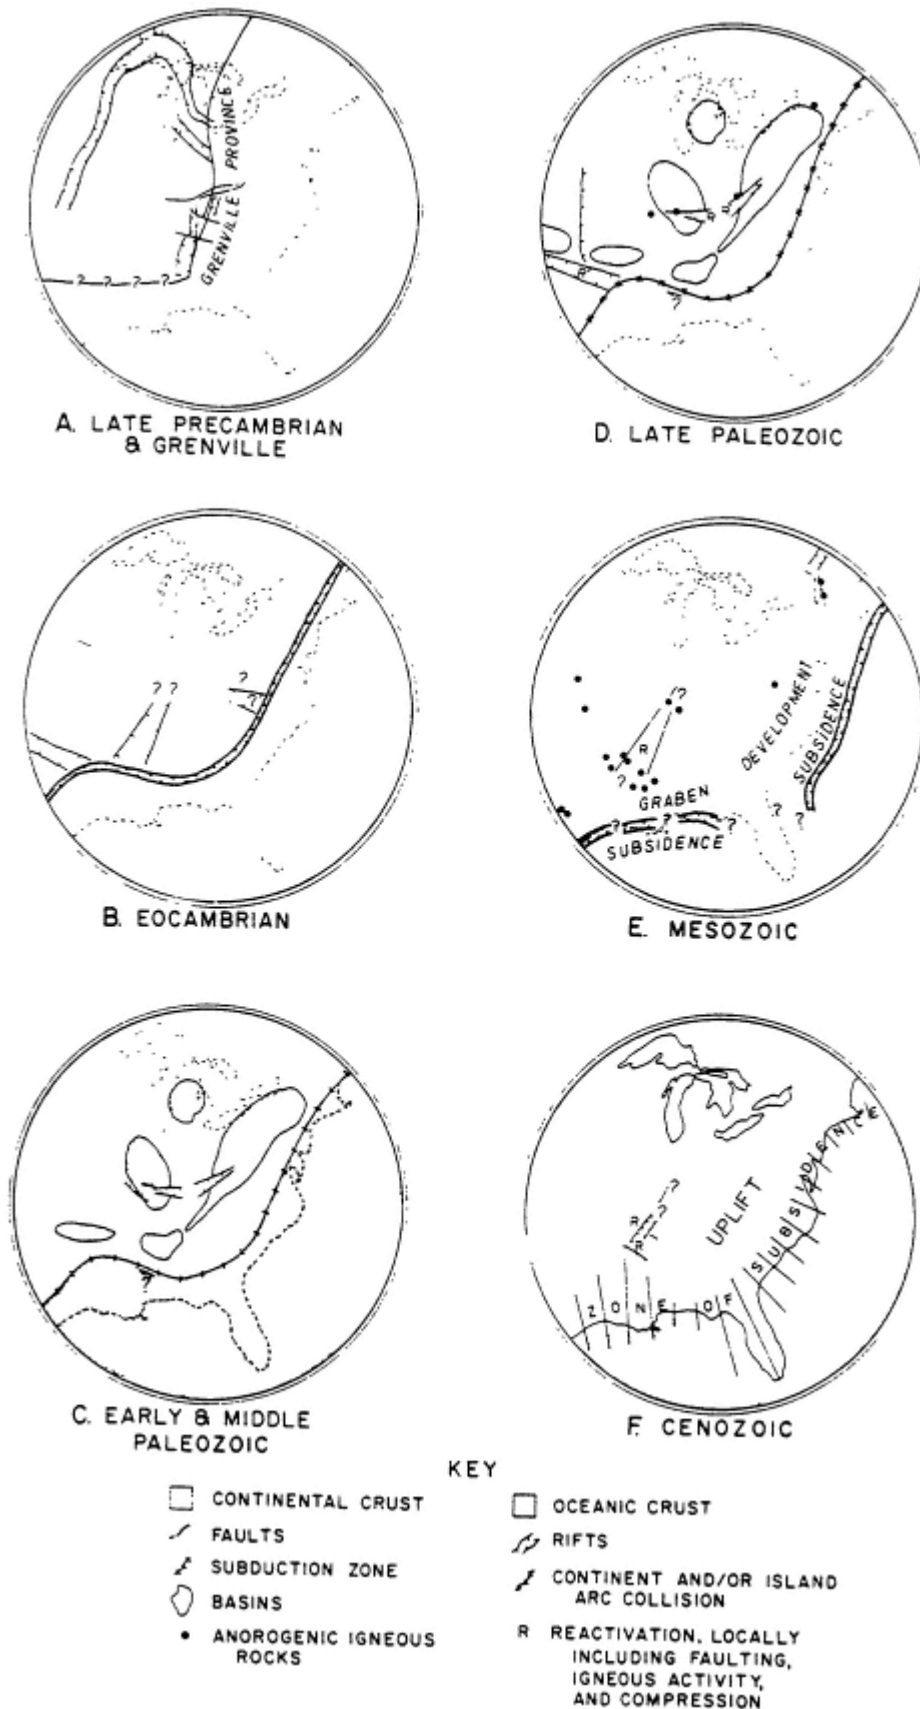 GRENVILLE PROVINCE
?
? ? ? ?
A. LATE PRECAMBRIAN
& GRENVILLE
R R
R
?
D. LATE PALEOZOIC
? ?
?
?
B. EOCAMBRIAN
?
R
?
DEVELOPMENT
SUBSIDENCE
GRABEN
? ? ?
? ?
SUBSIDENCE
E. MESOZOIC
?
C. EARLY & MIDDLE
PALEOZOIC
UPLIFT
?
R ?
R
ZONE OF SUBSIDENCE
F. CENOZOIC
KEY
CONTINENTAL CRUST
FAULTS
SUBDUCTION ZONE
BASINS
ANOROGENIC IGNEOUS
ROCKS
OCEANIC CRUST
RIFTS
CONTINENT AND/OR ISLAND
ARC COLLISION
R REACTIVATION, LOCALLY
INCLUDING FAULTING,
IGNEOUS ACTIVITY,
AND COMPRESSION